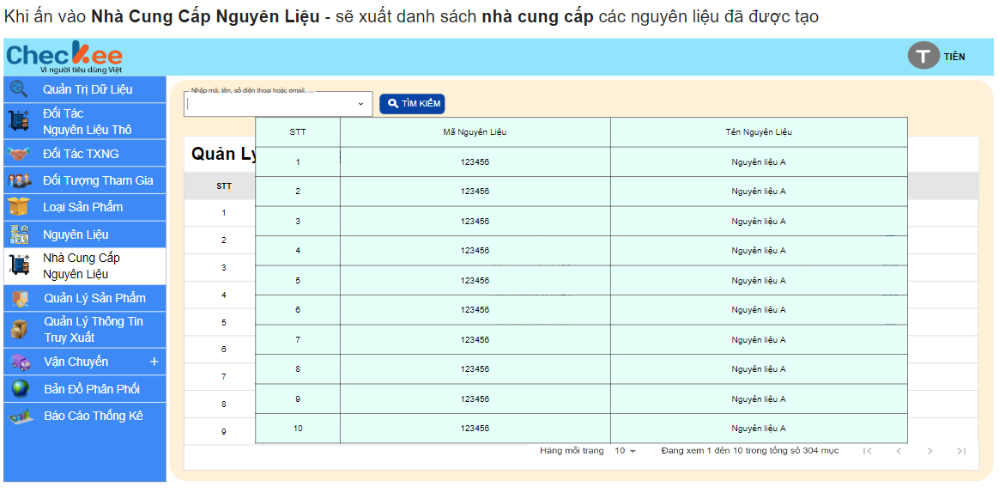 Khi ấn vào Nhà Cung Cấp Nguyên Liệu - sẽ xuất danh sách nhà cung cấp các nguyên liệu đã được tạo
Checkee
Vì người tiêu dùng Việt
T TIÊN
Quản Trị Dữ Liệu
Đối Tác
Nguyên Liệu Thô
Đối Tác TXNG
Đối Tượng Tham Gia
Loại Sản Phẩm
Nguyên Liệu
Nhà Cung Cấp
Nguyên Liệu
Quản Lý Sản Phẩm
Quản Lý Thông Tin
Truy Xuất
Vận Chuyển +
Bản Đồ Phân Phối
Báo Cáo Thống Kê
Nhập mã, tên, số điện thoại hoặc email, ...
TÌM KIẾM
Quản Lý
STT
1
2
3
4
5
6
7
8
9
STT Mã Nguyên Liệu Tên Nguyên Liệu
1 123456 Nguyên liệu A
2 123456 Nguyên liệu A
3 123456 Nguyên liệu A
4 123456 Nguyên liệu A
5 123456 Nguyên liệu A
6 123456 Nguyên liệu A
7 123456 Nguyên liệu A
8 123456 Nguyên liệu A
9 123456 Nguyên liệu A
10 123456 Nguyên liệu A
Hàng mỗi trang 10 Đang xem 1 đến 10 trong tổng số 304 mục